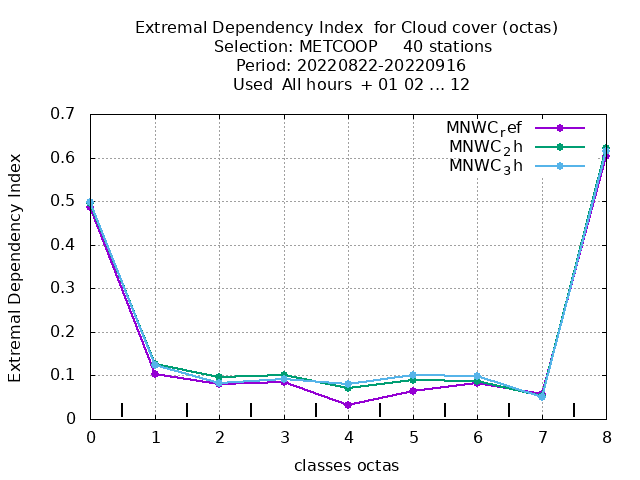 Extremal Dependency Index  for Cloud cover (octas)
Selection: METCOOP     40 stations
Period: 20220822-20220916
Used  All hours  + 01 02 ... 12
0.7
0.6
0.5
0.4
0.3
0.2
0.1
0
Extremal Dependency Index
MNWC_ref
MNWC_2h
MNWC_3h
0 1 2 3 4 5 6 7 8
classes octas